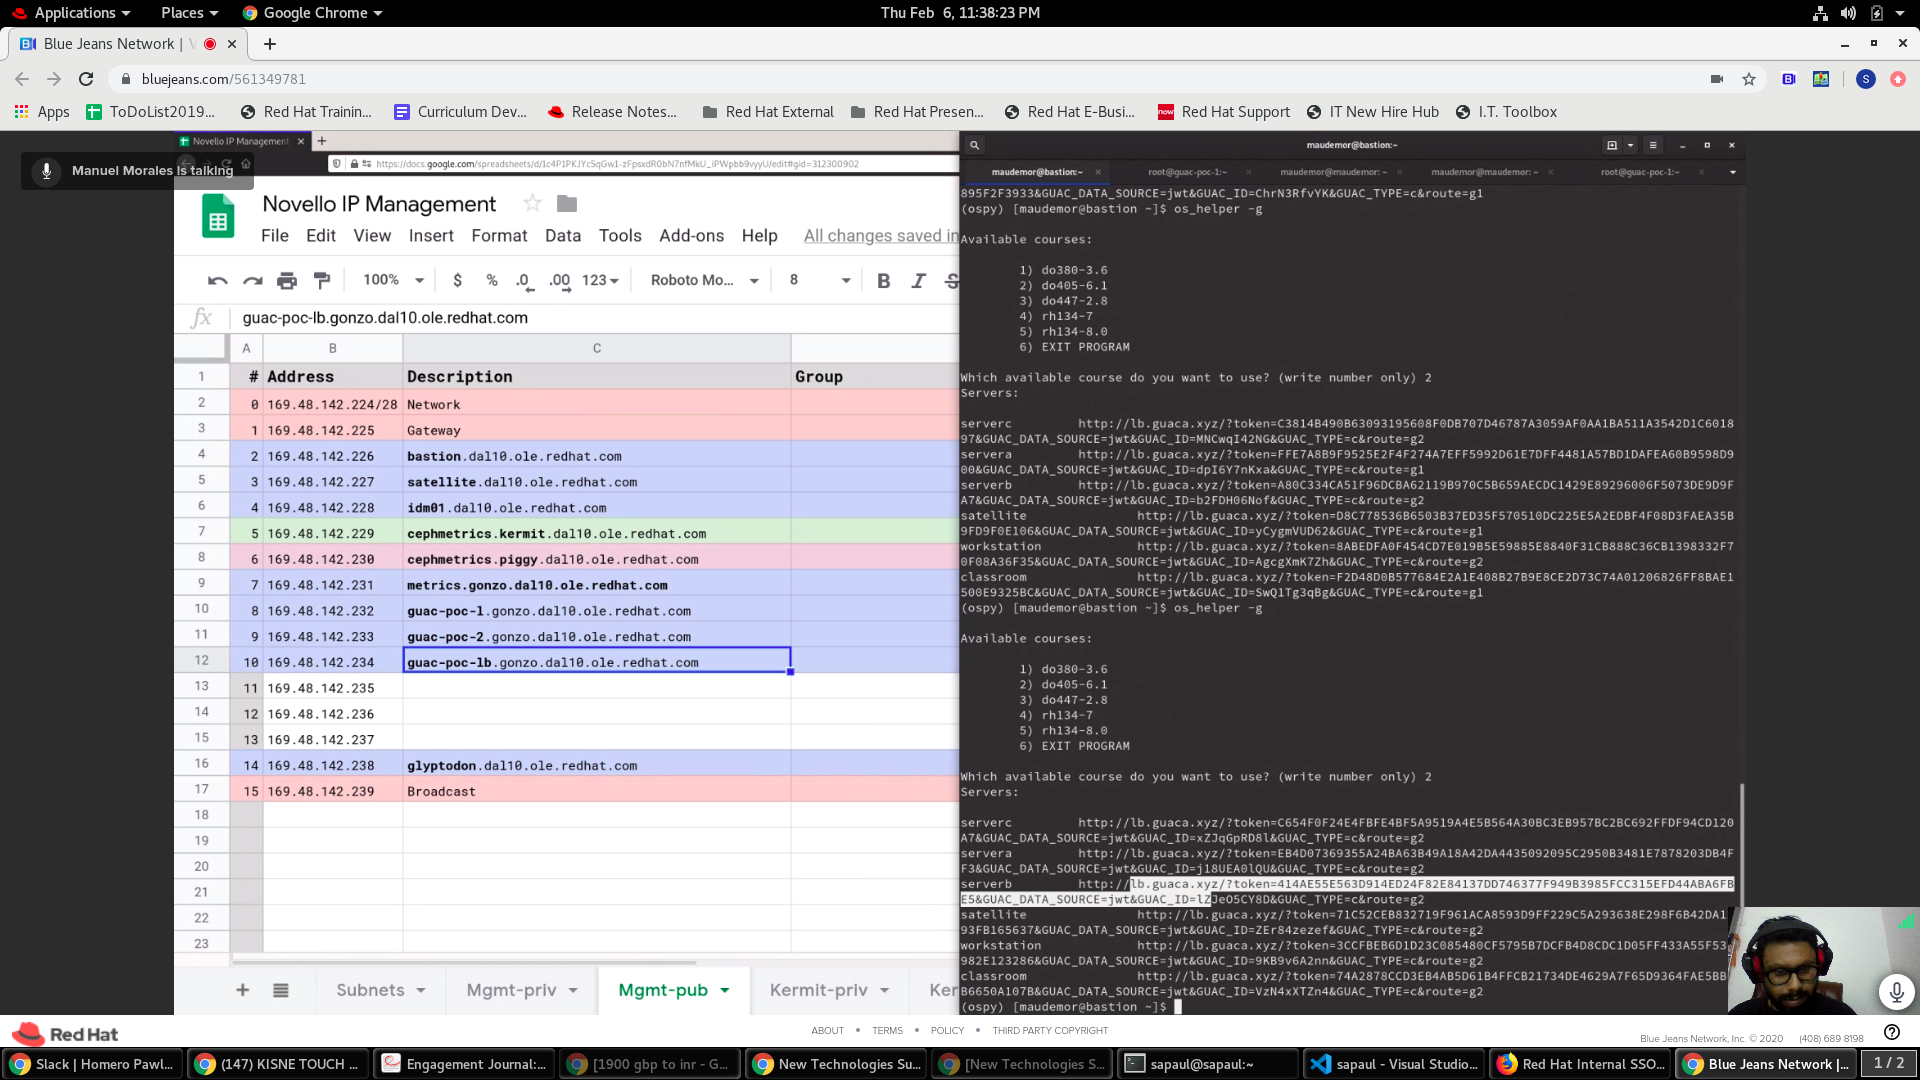 Applications
Places
Google Chrome
Thu Feb 6, 11:38:23 PM
Blue Jeans Network |
bluejeans.com/561349781
Apps
ToDoList2019...
Red Hat Trainin...
Curriculum Dev...
Release Notes...
Red Hat External
Red Hat Presen...
Red Hat E-Busi...
Red Hat Support
IT New Hire Hub
I.T. Toolbox
Novello IP Management
Manuel Morales is talking
Novello IP Management
File Edit View Insert Format Data Tools Add-ons Help All changes saved in
100% $ % .0 .00 123 Roboto Mo... 8 B I S
fx guac-poc-lb.gonzo.dal10.ole.redhat.com
A B C
1 # Address Description Group
2 0 169.48.142.224/28 Network
3 1 169.48.142.225 Gateway
4 2 169.48.142.226 bastion.dal10.ole.redhat.com
5 3 169.48.142.227 satellite.dal10.ole.redhat.com
6 4 169.48.142.228 idm01.dal10.ole.redhat.com
7 5 169.48.142.229 cephmetrics.kermit.dal10.ole.redhat.com
8 6 169.48.142.230 cephmetrics.piggy.dal10.ole.redhat.com
9 7 169.48.142.231 metrics.gonzo.dal10.ole.redhat.com
10 8 169.48.142.232 guac-poc-1.gonzo.dal10.ole.redhat.com
11 9 169.48.142.233 guac-poc-2.gonzo.dal10.ole.redhat.com
12 10 169.48.142.234 guac-poc-lb.gonzo.dal10.ole.redhat.com
13 11 169.48.142.235
14 12 169.48.142.236
15 13 169.48.142.237
16 14 169.48.142.238 glyptodon.dal10.ole.redhat.com
17 15 169.48.142.239 Broadcast
18
19
20
21
22
23
+ Subnets Mgmt-priv Mgmt-pub Kermit-priv Ker
maudemor@bastion:~
maudemor@bastion:~ root@guac-poc-1:~ maudemor@bastion: ~ maudemor@bastion: ~ root@guac-poc-1:~
895F2F3933&GUAC_DATA_SOURCE=jwt&GUAC_ID=ChrN3RfvYK&GUAC_TYPE=c&route=g1
(ospy) [maudemor@bastion ~]$ os_helper -g
Available courses:
1) do380-3.6
2) do405-6.1
3) do447-2.8
4) rh134-7
5) rh134-8.0
6) EXIT PROGRAM
Which available course do you want to use? (write number only) 2
Servers:
serverc http://lb.guaca.xyz/?token=C3814B490B63093195608F0DB707D46787A3059AF0AA1BA511A3542D1C6018
97&GUAC_DATA_SOURCE=jwt&GUAC_ID=MNCwqI42NG&GUAC_TYPE=c&route=g2
servera http://lb.guaca.xyz/?token=FFE7A8B9F9525E2F4F274A7EFF5992D61E7DFF4481A57BD1DAFEA60B9598D9
00&GUAC_DATA_SOURCE=jwt&GUAC_ID=dpI6Y7nKxa&GUAC_TYPE=c&route=g1
serverb http://lb.guaca.xyz/?token=A80C334CA51F96DCBA62119B970C5B659AECDC1429E89296006F5073DE9D9F
A7&GUAC_DATA_SOURCE=jwt&GUAC_ID=b2FDH06Nof&GUAC_TYPE=c&route=g2
satellite http://lb.guaca.xyz/?token=D8C778536B6503B37ED35F570510DC225E5A2EDBF4F08D3FAEA35B
9FD9F0E106&GUAC_DATA_SOURCE=jwt&GUAC_ID=yCygmVUD62&GUAC_TYPE=c&route=g1
workstation http://lb.guaca.xyz/?token=8ABEDFA0F454CD7E019B5E59885E8840F31CB888C36CB1398332F7
0F08A36F35&GUAC_DATA_SOURCE=jwt&GUAC_ID=AgcgXmK7Zh&GUAC_TYPE=c&route=g2
classroom http://lb.guaca.xyz/?token=F2D48D0B577684E2A1E408B27B9E8CE2D73C74A01206826FF8BAE1
500E9325BC&GUAC_DATA_SOURCE=jwt&GUAC_ID=SwQ1Tg3qBg&GUAC_TYPE=c&route=g1
(ospy) [maudemor@bastion ~]$ os_helper -g
Available courses:
1) do380-3.6
2) do405-6.1
3) do447-2.8
4) rh134-7
5) rh134-8.0
6) EXIT PROGRAM
Which available course do you want to use? (write number only) 2
Servers:
serverc http://lb.guaca.xyz/?token=C654F0F24E4FBFE4BF5A9519A4E5B564A30BC3EB957BC2BC692FFDF94CD120
A7&GUAC_DATA_SOURCE=jwt&GUAC_ID=xZJqGpRD8l&GUAC_TYPE=c&route=g2
servera http://lb.guaca.xyz/?token=EB4D07369355A24BA63B49A18A42DA4435092095C2950B3481E7878203DB4F
F3&GUAC_DATA_SOURCE=jwt&GUAC_ID=j18UEA0lQU&GUAC_TYPE=c&route=g2
serverb http://lb.guaca.xyz/?token=414AE55E563D914ED24F82E84137DD746377F949B3985FCC315EFD44ABA6FB
E5&GUAC_DATA_SOURCE=jwt&GUAC_ID=lZJeO5CY8D&GUAC_TYPE=c&route=g2
satellite http://lb.guaca.xyz/?token=71C52CEB832719F961ACA8593D9FF229C5A293638E298F6B42DA1
93FB165637&GUAC_DATA_SOURCE=jwt&GUAC_ID=ZEr84zezef&GUAC_TYPE=c&route=g2
workstation http://lb.guaca.xyz/?token=3CCFBEB6D1D23C085480CF5795B7DCFB4D8CDC1D05FF433A55F53
982E123286&GUAC_DATA_SOURCE=jwt&GUAC_ID=9KB9v6A2nn&GUAC_TYPE=c&route=g2
classroom http://lb.guaca.xyz/?token=74A2878CCD3EB4AB5D61B4FFCB21734DE4629A7F65D9364FAE5BB
B6650A107B&GUAC_DATA_SOURCE=jwt&GUAC_ID=VzN4xXTZn4&GUAC_TYPE=c&route=g2
(ospy) [maudemor@bastion ~]$
Red Hat
ABOUT • TERMS • POLICY • THIRD PARTY COPYRIGHT
Blue Jeans Network, Inc. © 2020 (408) 689 8198
Slack | Homero Pawl...
(147) KISNE TOUCH ...
Engagement Journal:...
[1900 gbp to inr - G...
New Technologies Su...
[New Technologies S...
sapaul@sapaul:~
sapaul - Visual Studio...
Red Hat Internal SSO...
Blue Jeans Network |...
1 / 2